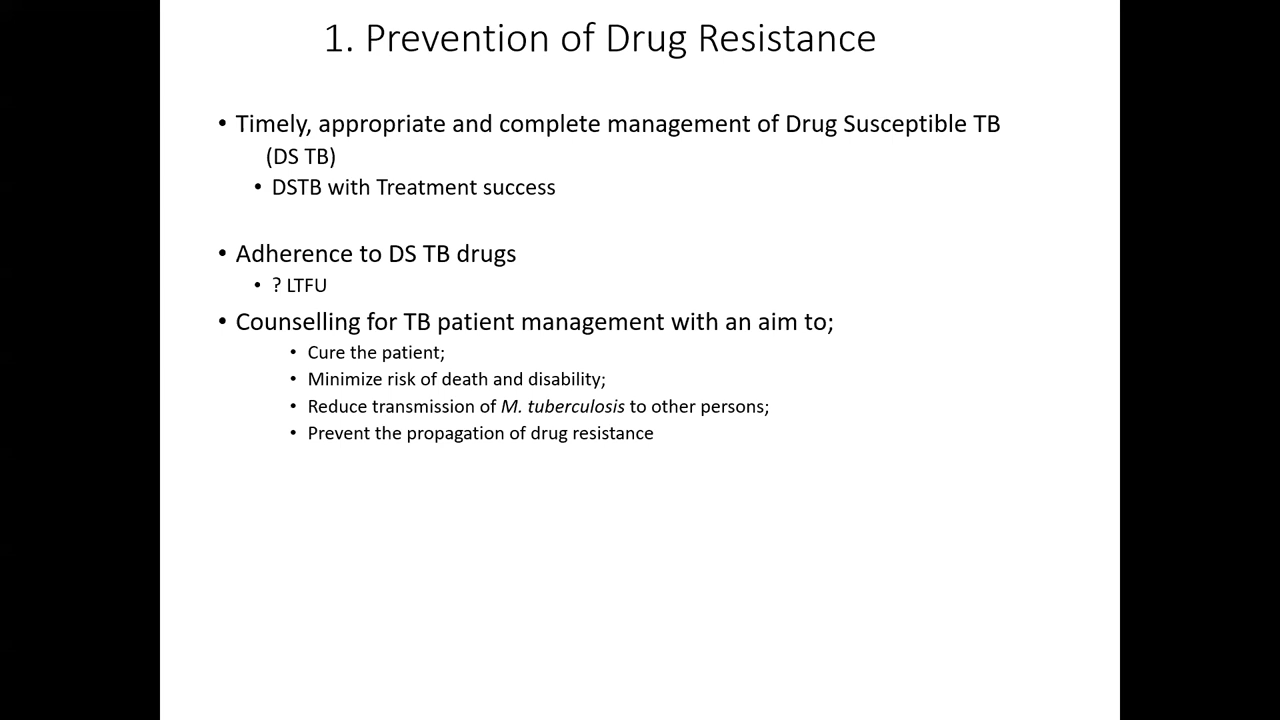 1. Prevention of Drug Resistance
• Timely, appropriate and complete management of Drug Susceptible TB
(DS TB)
• DSTB with Treatment success
• Adherence to DS TB drugs
• ? LTFU
• Counselling for TB patient management with an aim to;
• Cure the patient;
• Minimize risk of death and disability;
• Reduce transmission of M. tuberculosis to other persons;
• Prevent the propagation of drug resistance